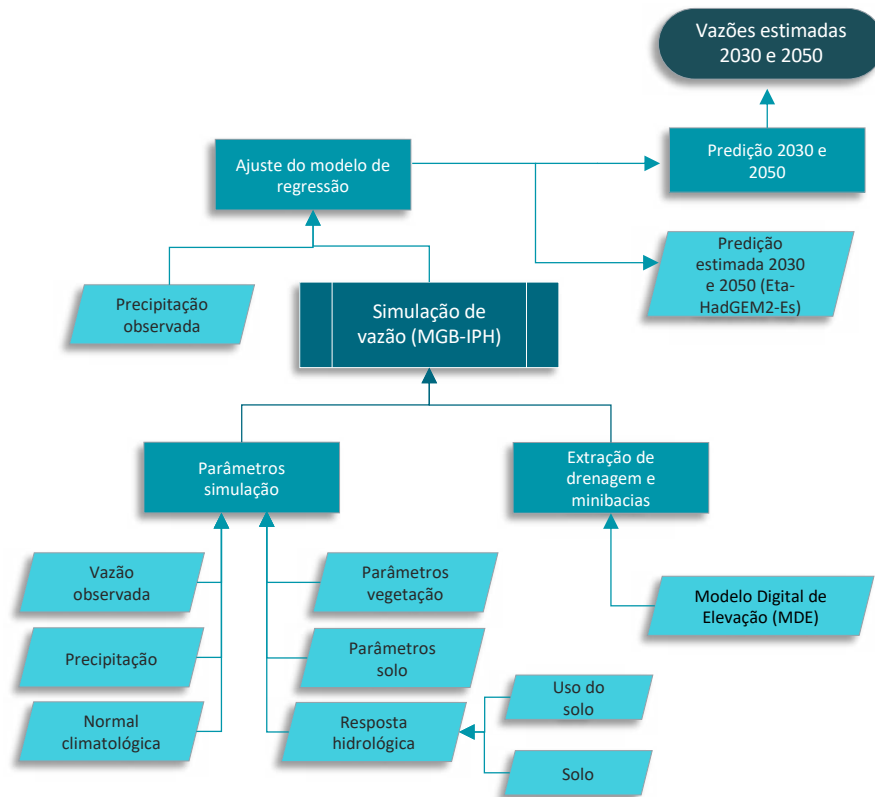 Vazões estimadas
2030 e 2050
Ajuste do modelo de
regressão
Predição 2030 e
2050
Predição
estimada 2030
e 2050 (Eta-
HadGEM2-Es)
Precipitação
observada
Simulação de
vazão (MGB-IPH)
Parâmetros
simulação
Extração de
drenagem e
minibacias
Vazão
observada
Parâmetros
vegetação
Modelo Digital de
Elevação (MDE)
Precipitação
Parâmetros
solo
Uso do
solo
Normal
climatológica
Resposta
hidrológica
Solo